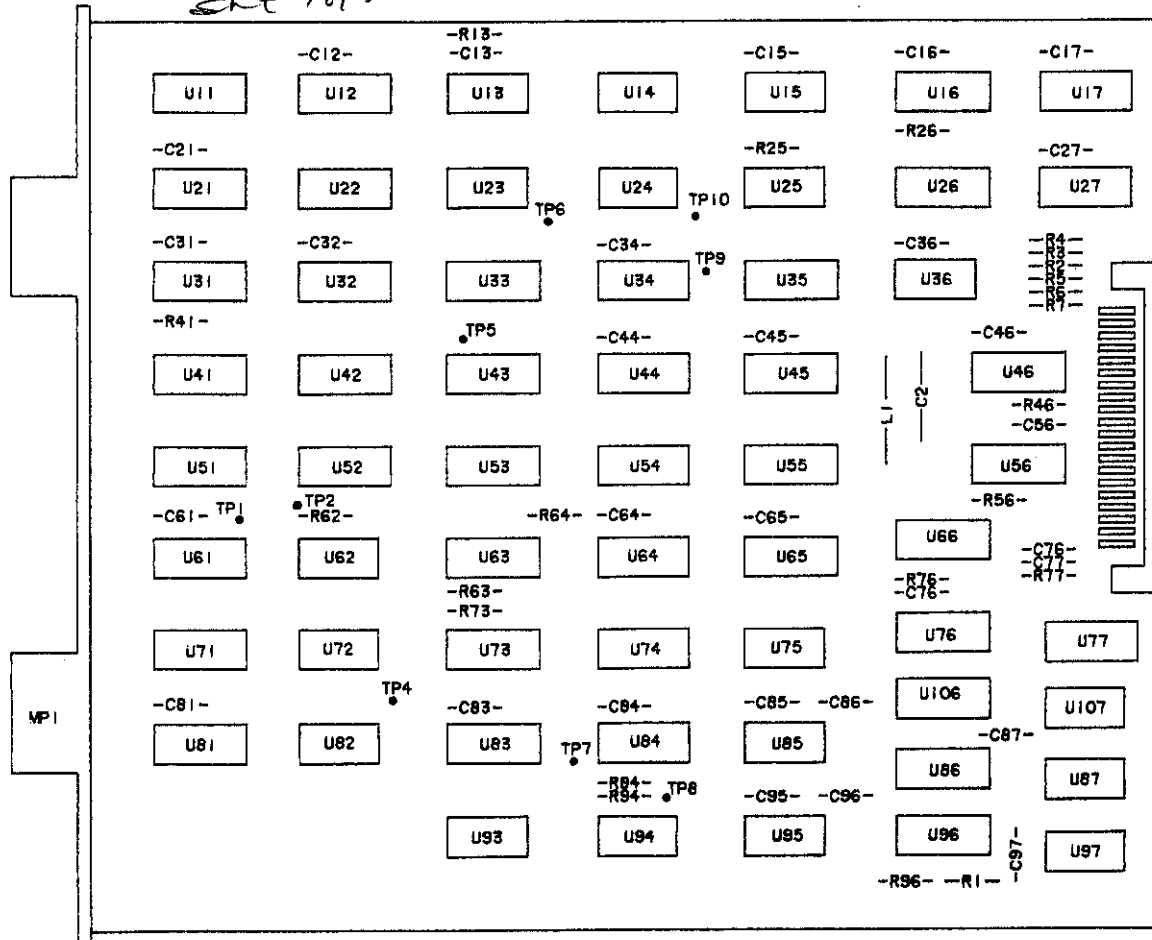 -R13-
-C12- -C13- -C15- -C16- -C17-
U11 U12 U13 U14 U15 U16 U17
-R26-
-C21- -R25- -C27-
U21 U22 U23 U24 U25 U26 U27
TP6 TP10
-C31- -C32- -C34- -C36- -R4-
-R3-
TP9 -R2-
U31 U32 U33 U34 U35 U36 -R5-
-R6-
-R7-
-R41- TP5 -C44- -C45- -C46-
U41 U42 U43 U44 U45 L1 C2 U46
-R46-
-C56-
U51 U52 U53 U54 U55 U56
-C61- TP1 TP2 -R56-
-R62- -R64- -C64- -C65-
U61 U62 U63 U64 U65 U66
-C76-
-C77-
-R63- -R76- -R77-
-C76-
-R73-
U71 U72 U73 U74 U75 U76 U77
TP4
MP1 -C81- -C83- -C84- -C85- -C86- U106 U107
U81 U82 U83 U84 U85 -C87-
TP7 U86 U87
-R84-
-R94- TP8 -C95- -C96-
U93 U94 U95 U96 -C97- U97
-R96- -R1-